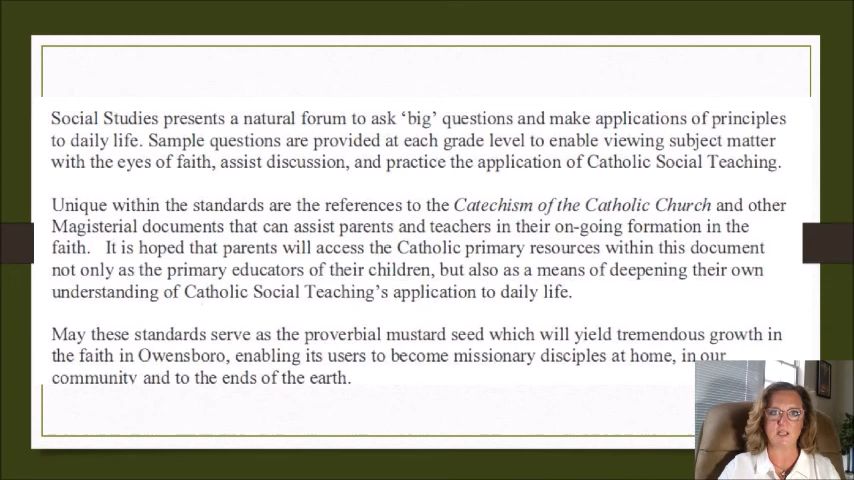 Social Studies presents a natural forum to ask ‘big’ questions and make applications of principles
to daily life. Sample questions are provided at each grade level to enable viewing subject matter
with the eyes of faith, assist discussion, and practice the application of Catholic Social Teaching.
Unique within the standards are the references to the Catechism of the Catholic Church and other
Magisterial documents that can assist parents and teachers in their on-going formation in the
faith. It is hoped that parents will access the Catholic primary resources within this document
not only as the primary educators of their children, but also as a means of deepening their own
understanding of Catholic Social Teaching’s application to daily life.
May these standards serve as the proverbial mustard seed which will yield tremendous growth in
the faith in Owensboro, enabling its users to become missionary disciples at home, in our
community and to the ends of the earth.